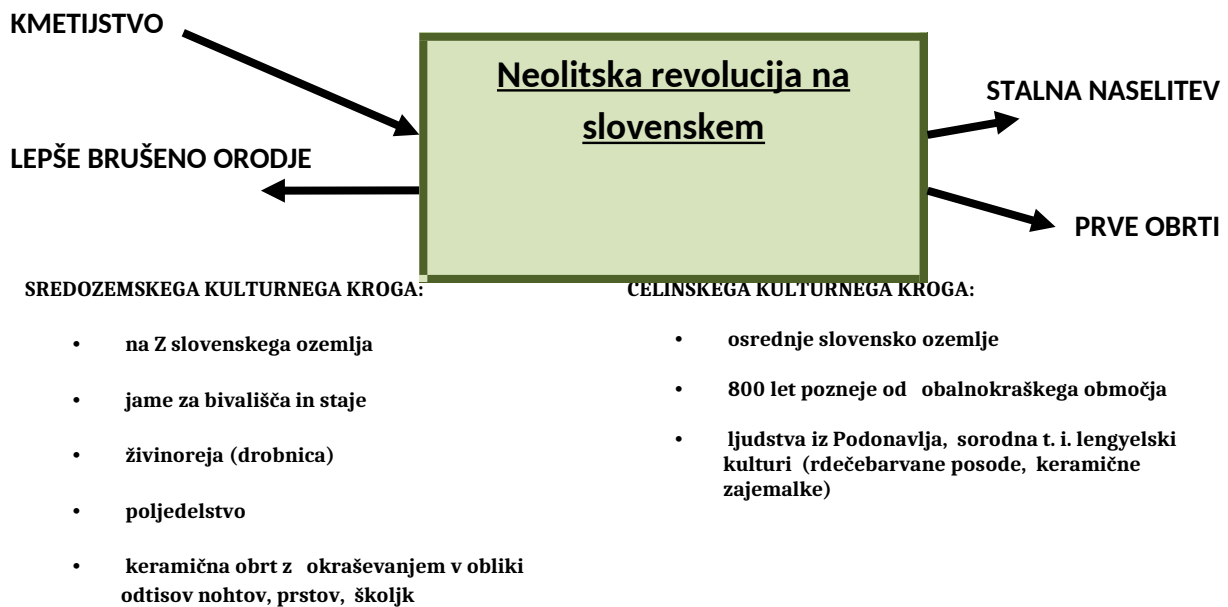 KMETIJSTVO
Neolitska revolucija na
slovenskem
STALNA NASELITEV
LEPŠE BRUŠENO ORODJE
PRVE OBRTI
SREDOZEMSKEGA KULTURNEGA KROGA:
• na Z slovenskega ozemlja
• jame za bivališča in staje
• živinoreja (drobnica)
• poljedelstvo
• keramična obrt z okraševanjem v obliki
odtisov nohtov, prstov, školjk
CELINSKEGA KULTURNEGA KROGA:
• osrednje slovensko ozemlje
• 800 let pozneje od obalnokraškega območja
• ljudstva iz Podonavlja, sorodna t. i. lengyelski
kulturi (rdečebarvane posode, keramične
zajemalke)